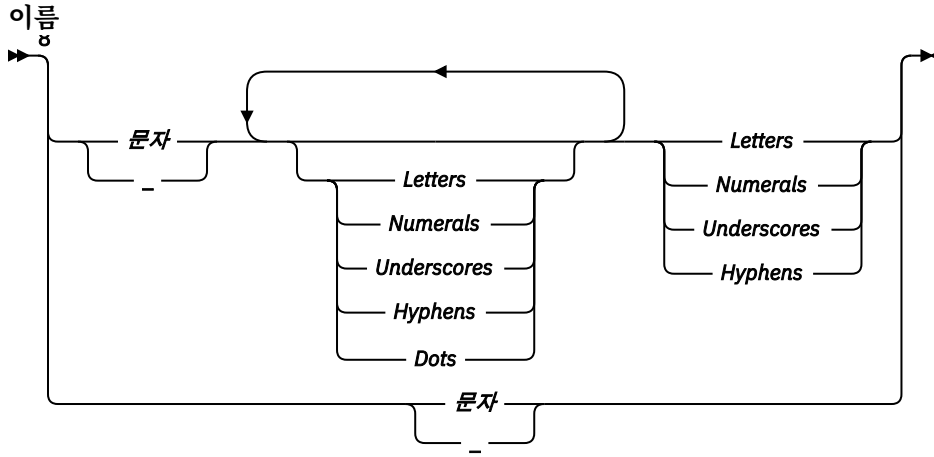 이름
문자
_
Letters
Numerals
Underscores
Hyphens
Dots
Letters
Numerals
Underscores
Hyphens
문자
_